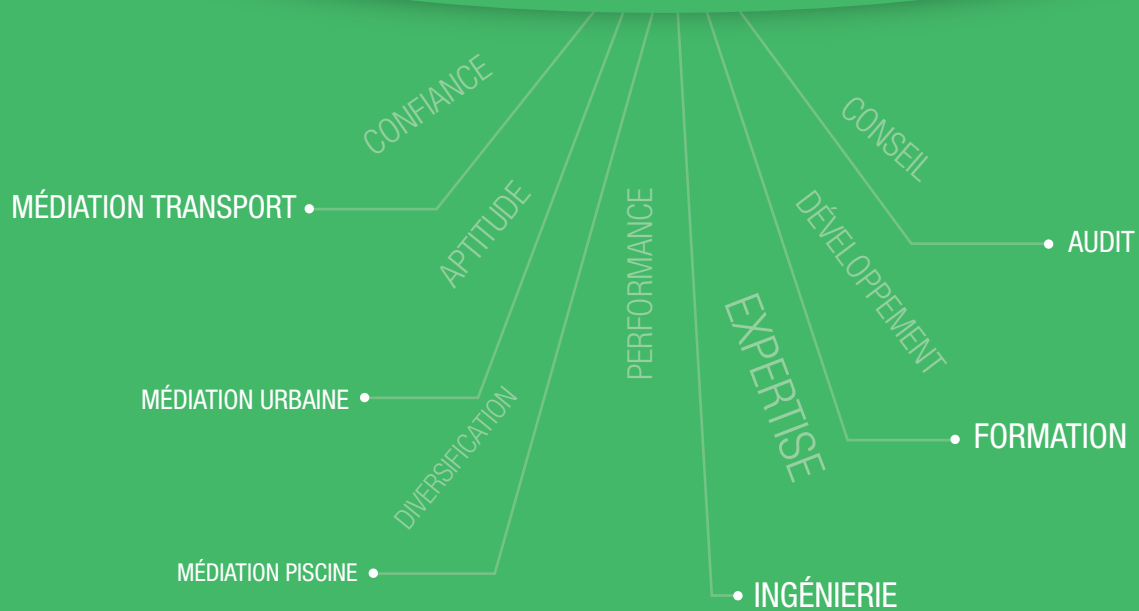 CONFIANCE
CONSEIL
MÉDIATION TRANSPORT
APTITUDE
PERFORMANCE
DÉVELOPPEMENT
AUDIT
EXPERTISE
MÉDIATION URBAINE
DIVERSIFICATION
FORMATION
MÉDIATION PISCINE
INGÉNIERIE